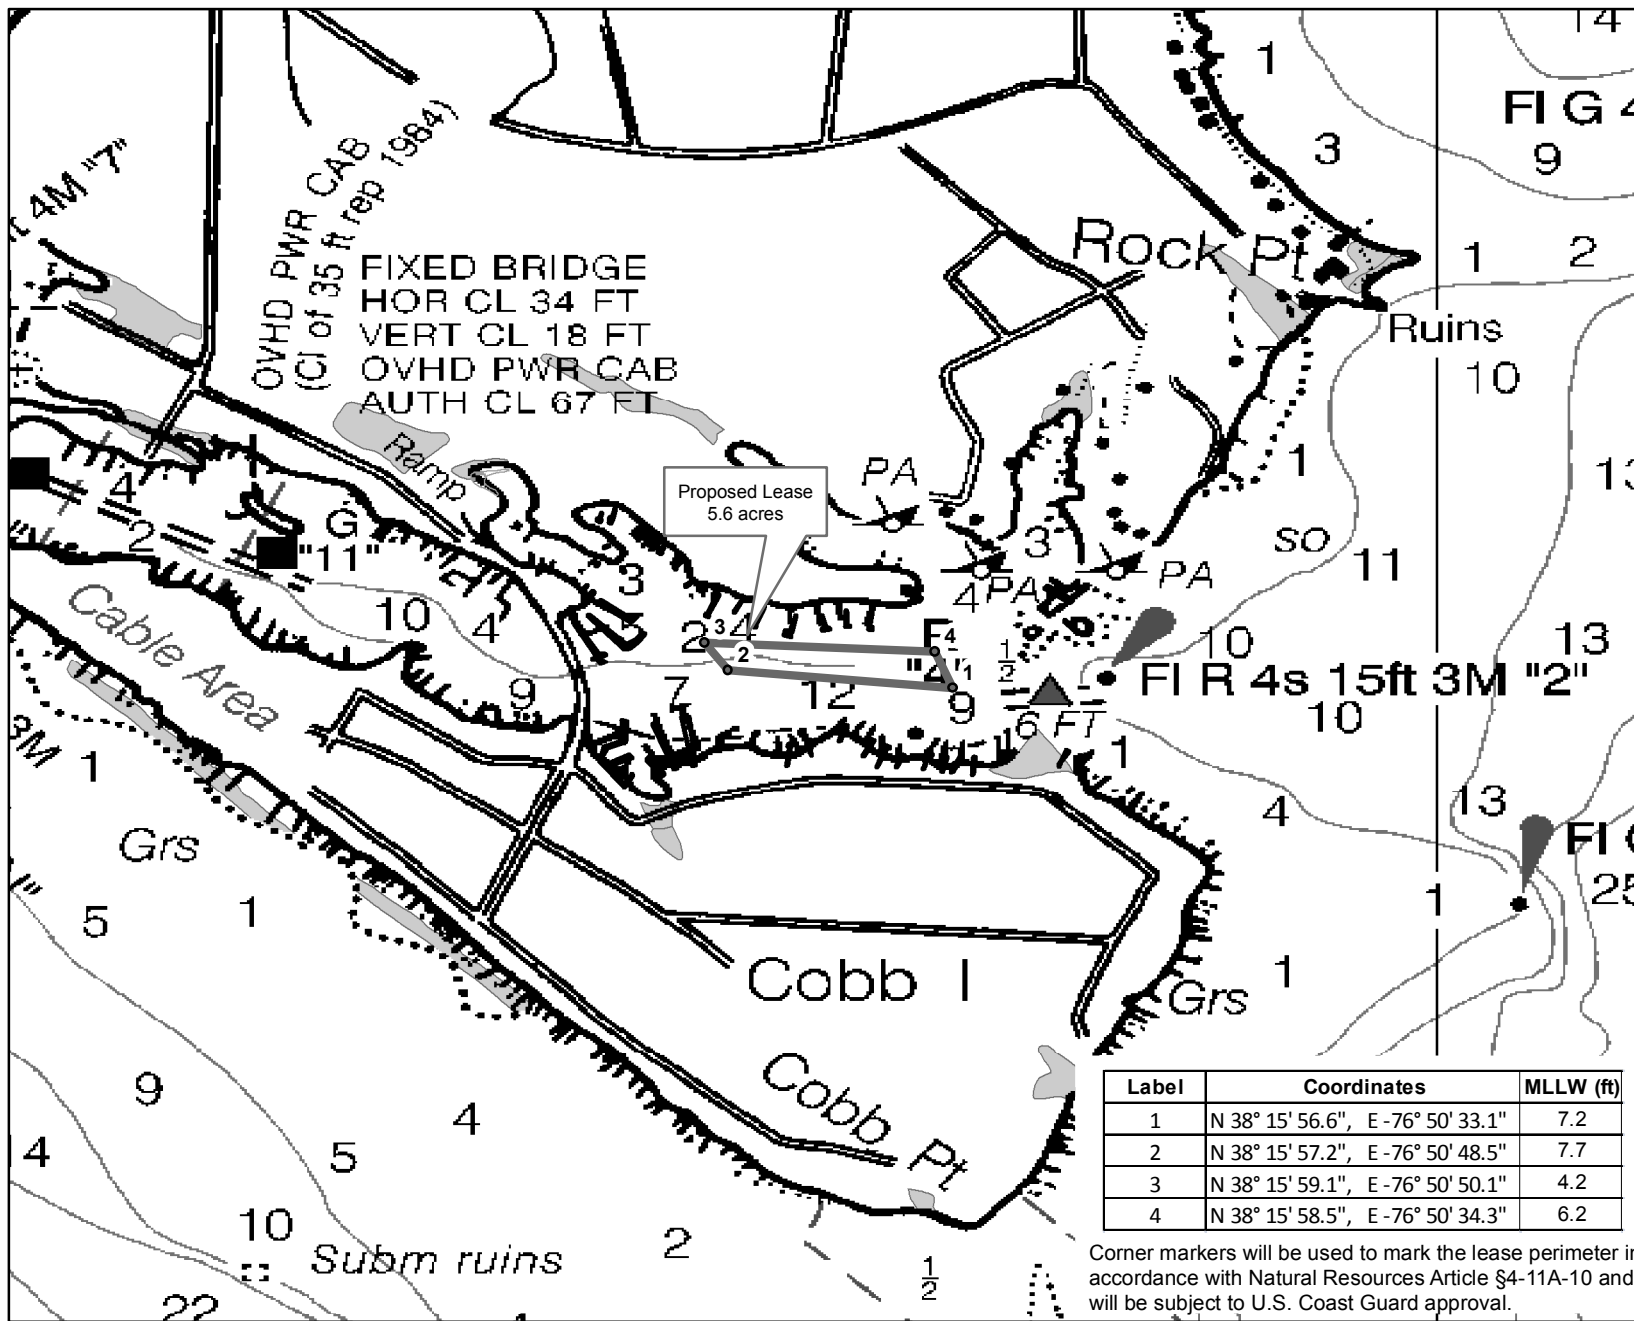 14
1
Fl G 4
3
9
ft 4M "7"
OVHD PWR CAB
(Cl of 35 ft rep 1984)
Rock Pt
1
2
FIXED BRIDGE
HOR CL 34 FT
VERT CL 18 FT
OVHD PWR CAB
AUTH CL 67 FT
Ruins
10
Ramp
PA
1
13
4
Proposed Lease
5.6 acres
G
"11"
2
3
3
so
11
PA
4
PA
10
4
5
2
3
4
F
4
1/2
10
13
Cable Area
2
"2"
1
Fl R 4s 15ft 3M "2"
9
7
12
9
6 FT
10
3M
1
1
4
13
Grs
Fl G
25
1"
5
1
1
Cobb I
1
Grs
Cobb Pt
9
4
4
5
10
Subm ruins
2
1/2
22
Label Coordinates MLLW (ft)
1 N 38° 15' 56.6", E -76° 50' 33.1" 7.2
2 N 38° 15' 57.2", E -76° 50' 48.5" 7.7
3 N 38° 15' 59.1", E -76° 50' 50.1" 4.2
4 N 38° 15' 58.5", E -76° 50' 34.3" 6.2
Corner markers will be used to mark the lease perimeter in
accordance with Natural Resources Article §4-11A-10 and
will be subject to U.S. Coast Guard approval.